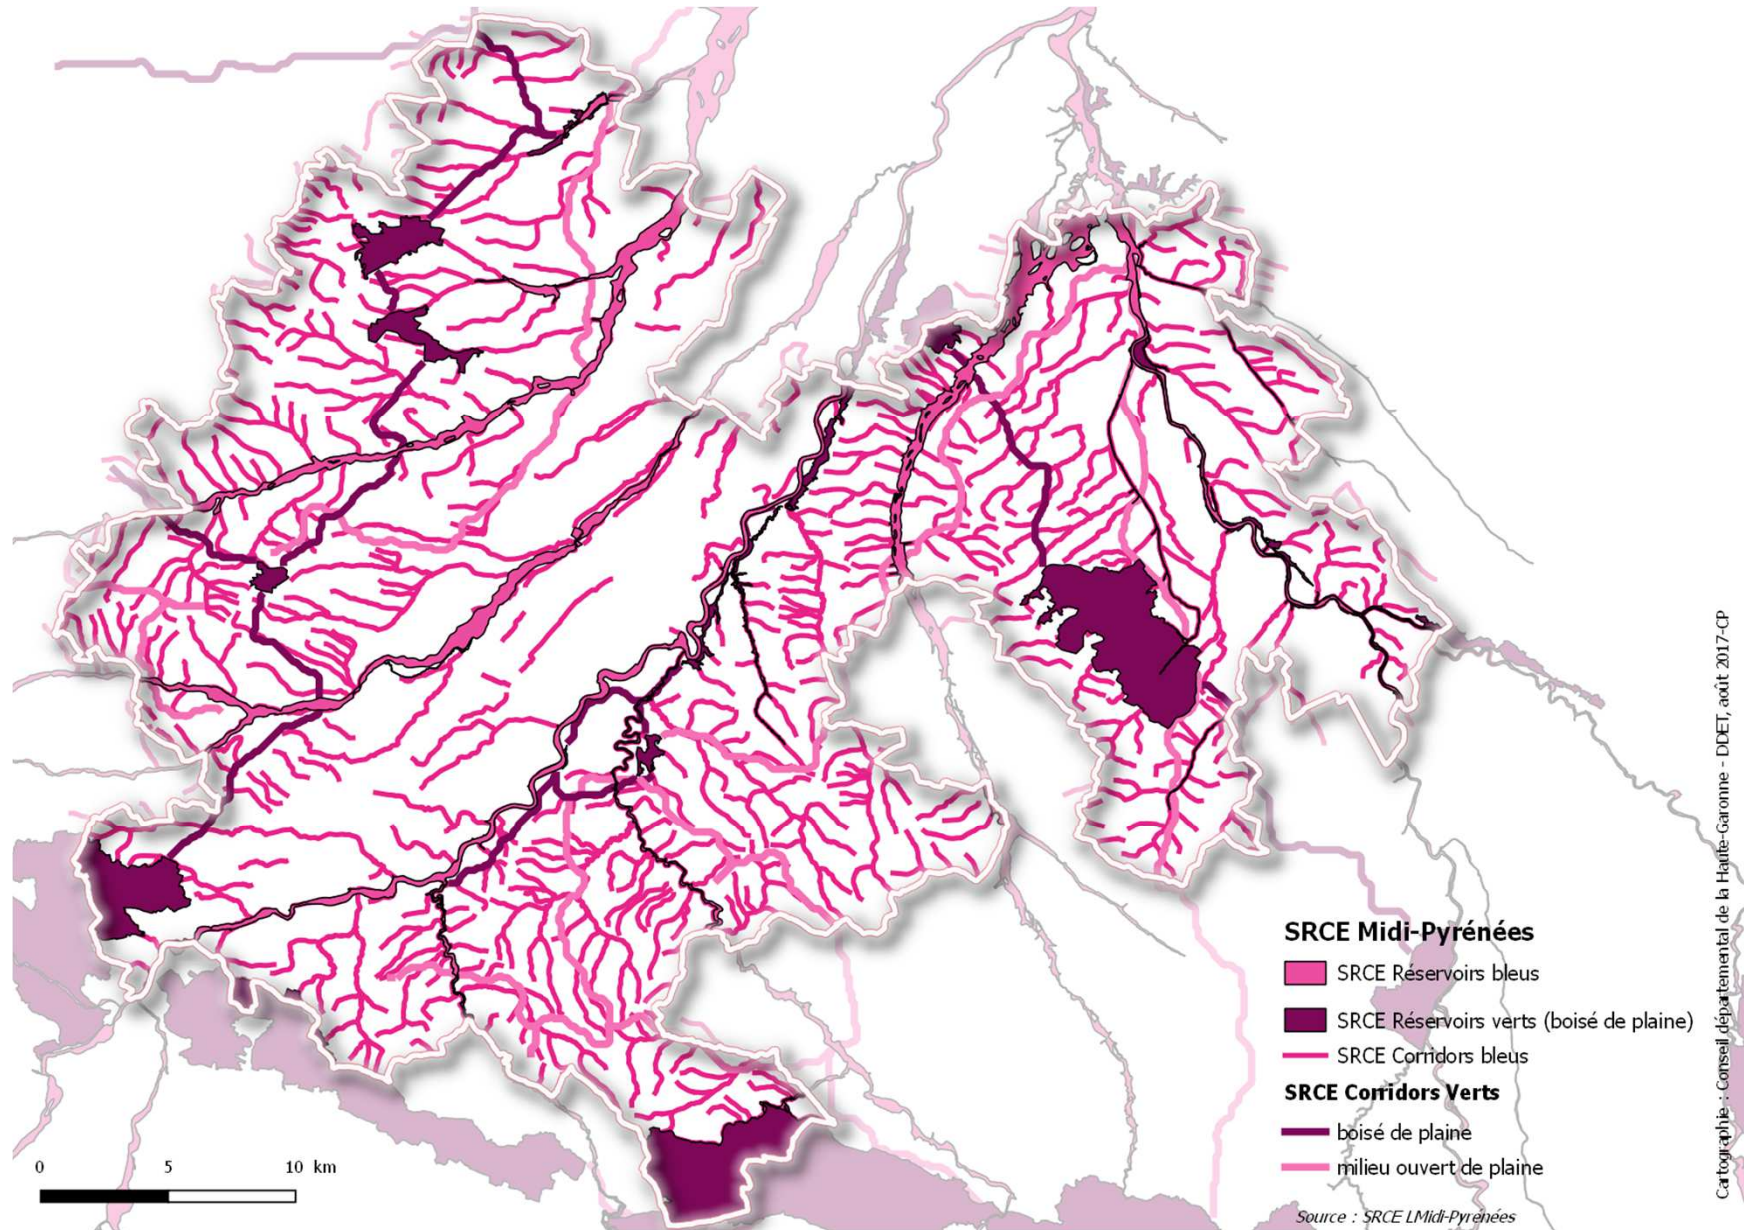 SRCE Midi-Pyrénées
SRCE Réservoirs bleus
SRCE Réservoirs verts (boisé de plaine)
SRCE Corridors bleus
SRCE Corridors Verts
boisé de plaine
milieu ouvert de plaine
Source : SRCE LMidi-Pyrénées
0 5 10 km
Cartographie : Conseil départemental de la Haute-Garonne - DDET, août 2017-CP